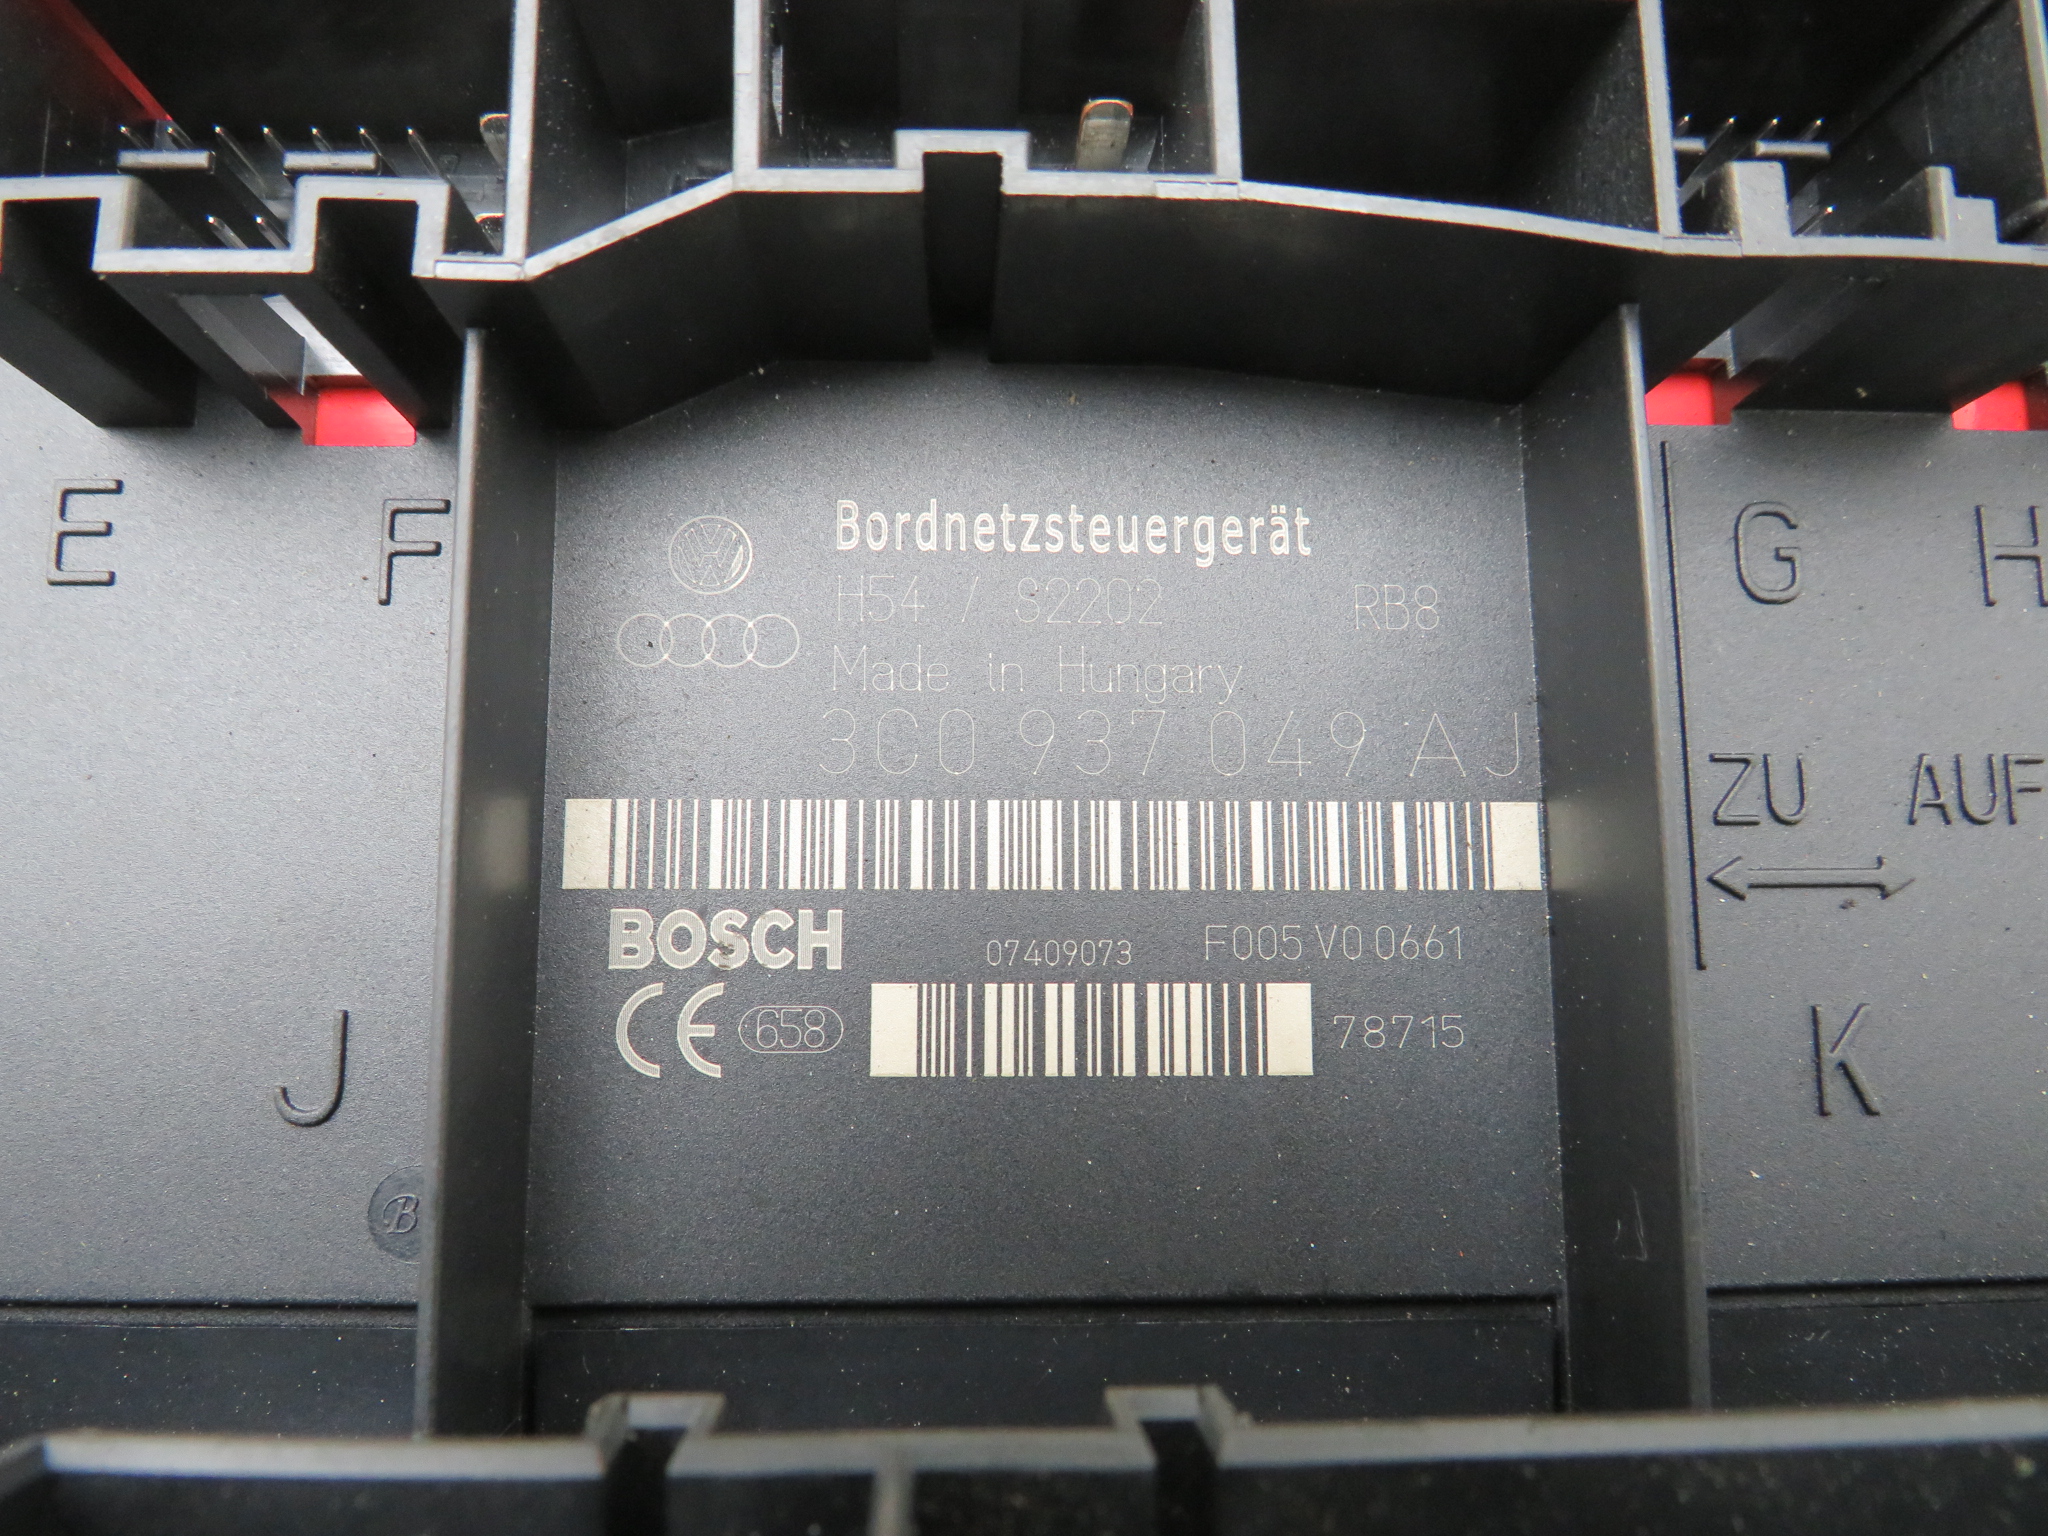 E F G H
Bordnetzsteuergerät
H54 / S2202 RB8
Made in Hungary
3C0 937 049 AJ
ZU AUF
BOSCH 07409073 F005 V0 0661
CE 658 78715
J K
B